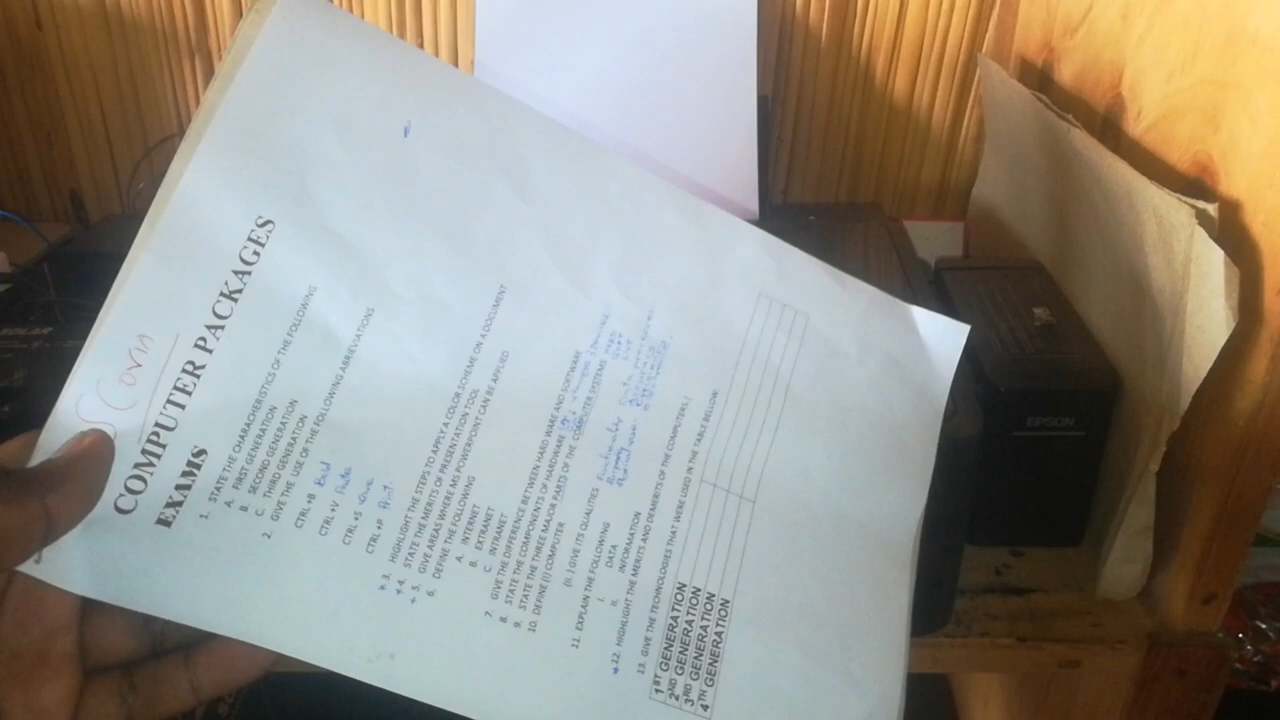 SCOVIA
COMPUTER PACKAGES
EXAMS
1. STATE THE CHARACHERISTICS OF THE FOLLOWING
A. FIRST GENERATION
B. SECOND GENERATION
C. THIRD GENERATION
2. GIVE THE USE OF THE FOLLOWING ABRIEVIATIONS
CTRL+B Bold
CTRL+V Paste
CTRL+S Save
CTRL+P Print.
3. HIGHLIGHT THE STEPS TO APPLY A COLOR SCHEME ON A DOCUMENT
4. STATE THE MERITS OF PRESENTATION TOOL
5. GIVE AREAS WHERE MS POWERPOINT CAN BE APPLIED
6. DEFINE THE FOLLOWING
A. INTERNET
B. EXTRANET
C. INTRANET
7. GIVE THE DIFFERENCE BETWEEN HARD WARE AND SOFTWARE
8. STATE THE COMPONENTS OF HARDWARE
9. STATE THE THREE MAJOR PARTS OF THE COMPUTER SYSTEMS
10. DEFINE (I) COMPUTER
(II.) GIVE ITS QUALITIES
11. EXPLAIN THE FOLLOWING
I. DATA
II. INFORMATION
12. HIGHLIGHT THE MERITS AND DEMERITS OF THE COMPUTER(.)
13. GIVE THE TECHNOLOGIES THAT WERE USED IN THE TABLE BELLOW.
1ST GENERATION
2ND GENERATION
3RD GENERATION
4TH GENERATION
EPSON
SOLAR